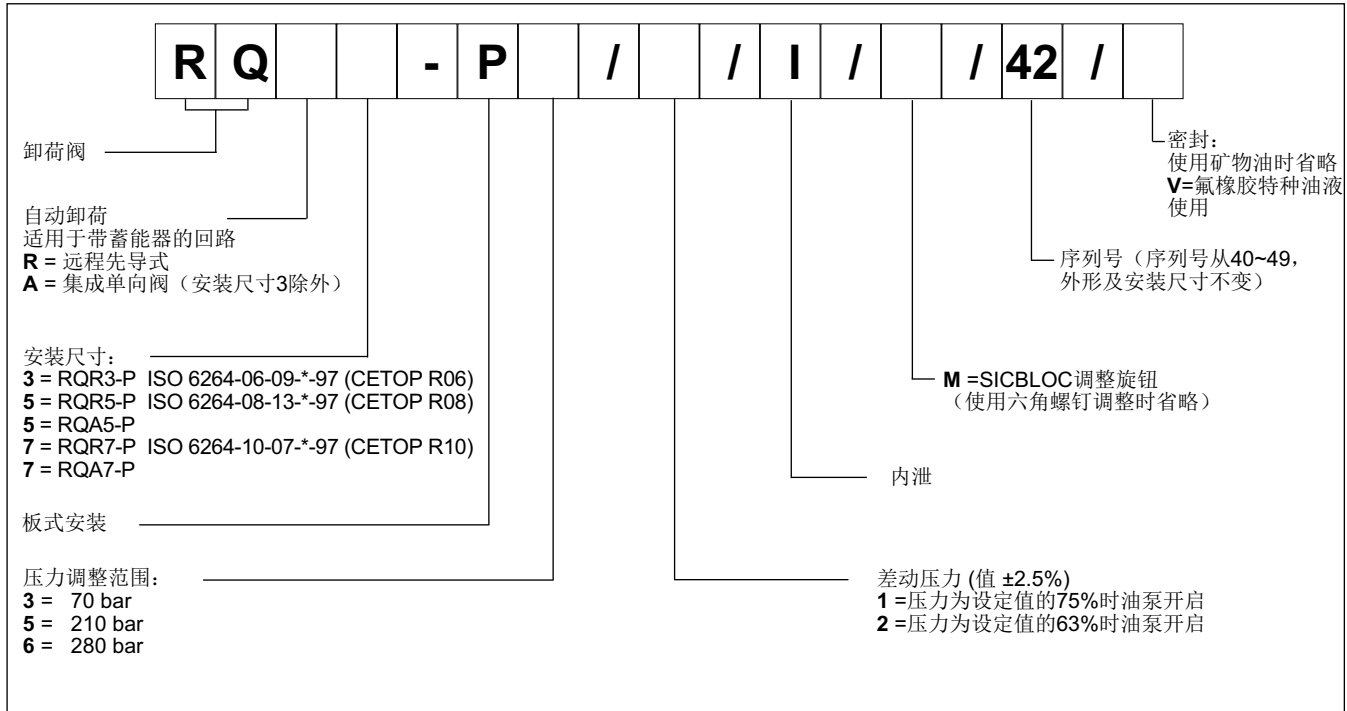 R Q - P / / I / / 42 /
卸荷阀
自动卸荷
适用于带蓄能器的回路
R = 远程先导式
A = 集成单向阀（安装尺寸3除外）
安装尺寸：
3 = RQR3-P ISO 6264-06-09-*-97 (CETOP R06)
5 = RQR5-P ISO 6264-08-13-*-97 (CETOP R08)
5 = RQA5-P
7 = RQR7-P ISO 6264-10-07-*-97 (CETOP R10)
7 = RQA7-P
板式安装
压力调整范围：
3 = 70 bar
5 = 210 bar
6 = 280 bar
密封：
使用矿物油时省略
V=氟橡胶特种油液
使用
序列号（序列号从40~49，
外形及安装尺寸不变）
M =SICBLOC调整旋钮
（使用六角螺钉调整时省略）
内泄
差动压力 (值 ±2.5%)
1 =压力为设定值的75%时油泵开启
2 =压力为设定值的63%时油泵开启